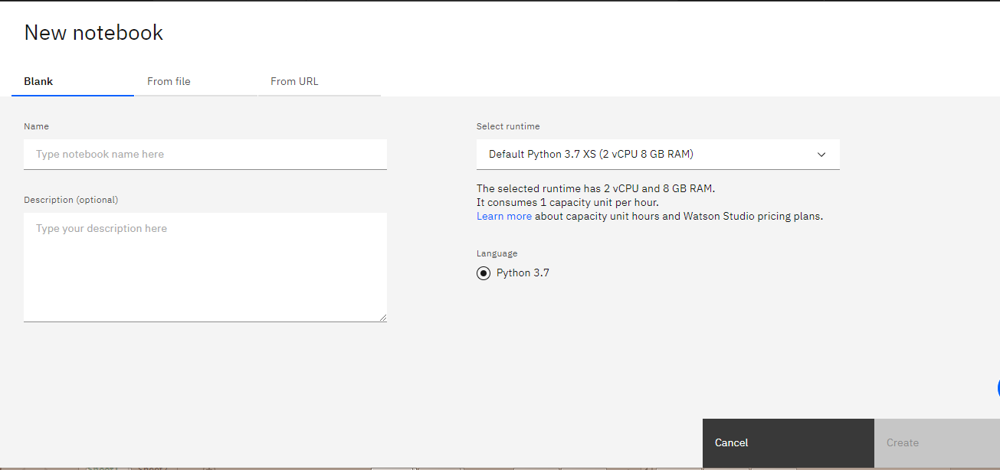 New notebook
Blank
From file
From URL
Name
Type notebook name here
Description (optional)
Type your description here
Select runtime
Default Python 3.7 XS (2 vCPU 8 GB RAM)
The selected runtime has 2 vCPU and 8 GB RAM.
It consumes 1 capacity unit per hour.
Learn more about capacity unit hours and Watson Studio pricing plans.
Language
Python 3.7
Cancel
Create